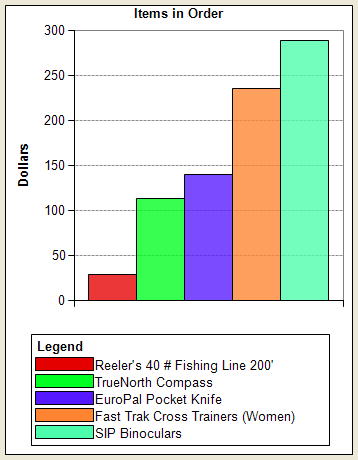 Items in Order
300
250
200
150
100
50
0
Dollars
Legend
Reeler's 40 # Fishing Line 200'
TrueNorth Compass
EuroPal Pocket Knife
Fast Trak Cross Trainers (Women)
SIP Binoculars